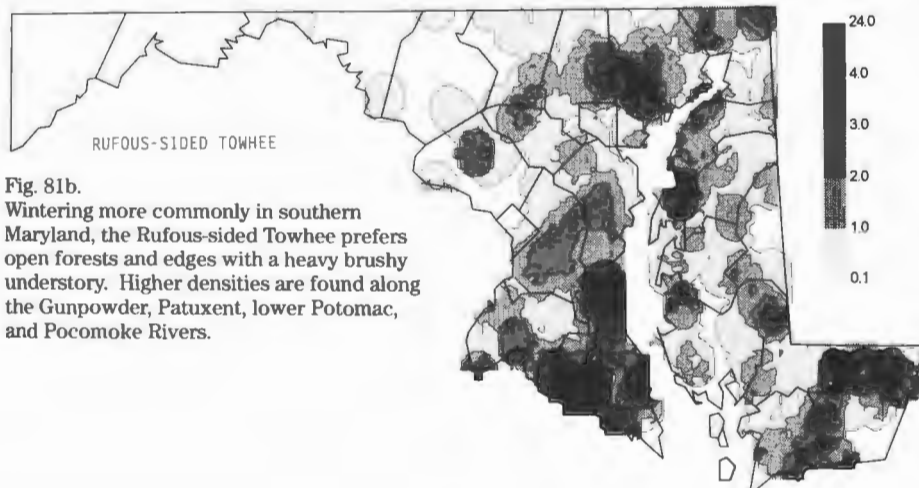 RUFOUS-SIDED TOWHEE
Fig. 81b.
Wintering more commonly in southern
Maryland, the Rufous-sided Towhee prefers
open forests and edges with a heavy brushy
understory. Higher densities are found along
the Gunpowder, Patuxent, lower Potomac,
and Pocomoke Rivers.
24.0
4.0
3.0
2.0
1.0
0.1